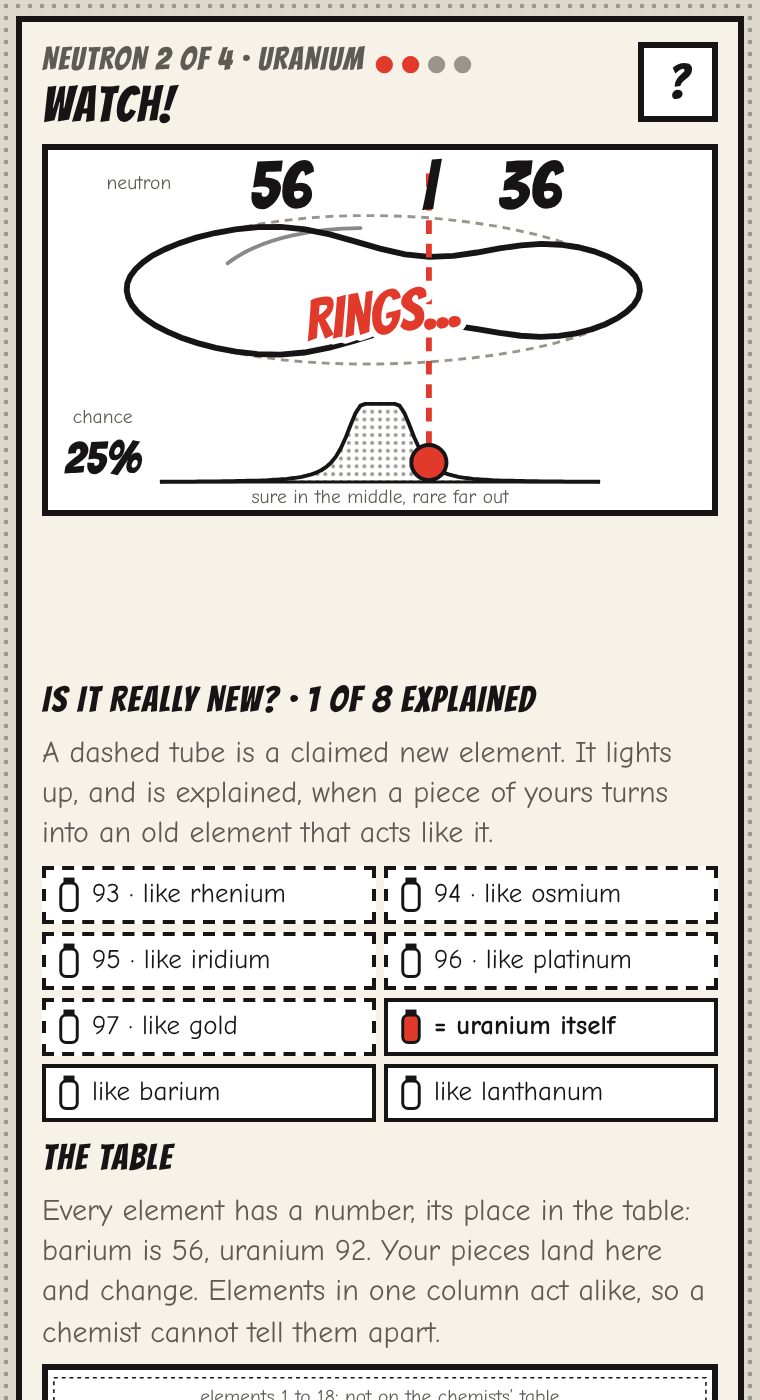 NEUTRON 2 OF 4 · URANIUM
WATCH!
?
neutron
56 / 36
RINGS...
chance
25%
sure in the middle, rare far out
IS IT REALLY NEW? · 1 OF 8 EXPLAINED
A dashed tube is a claimed new element. It lights
up, and is explained, when a piece of yours turns
into an old element that acts like it.
93 · like rhenium
94 · like osmium
95 · like iridium
96 · like platinum
97 · like gold
= uranium itself
like barium
like lanthanum
THE TABLE
Every element has a number, its place in the table:
barium is 56, uranium 92. Your pieces land here
and change. Elements in one column act alike, so a
chemist cannot tell them apart.
elements 1 to 18: not on the chemists' table